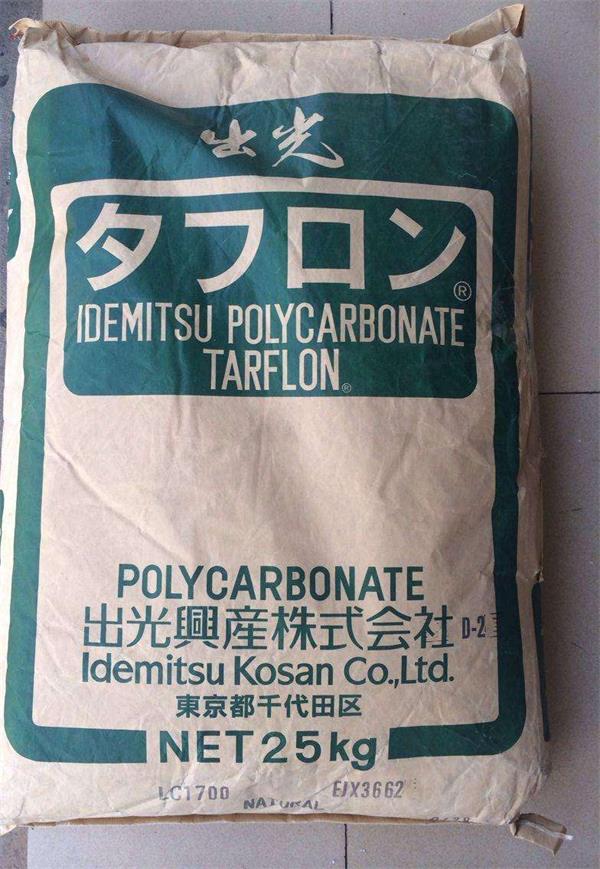 出光
タフロン®
IDEMITSU POLYCARBONATE
TARFLON®
POLYCARBONATE
出光興産株式会社 D-2
Idemitsu Kosan Co.,Ltd.
東京都千代田区
NET 25kg
LC1700 EJX3662
NATURAL